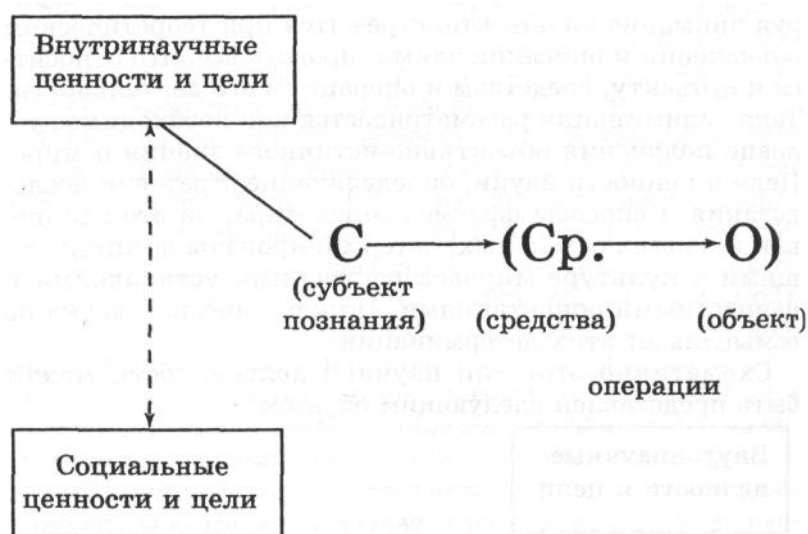 Внутринаучные
ценности и цели
С → (Ср. → О)
(субъект
познания) (средства) (объект)
операции
Социальные
ценности и цели